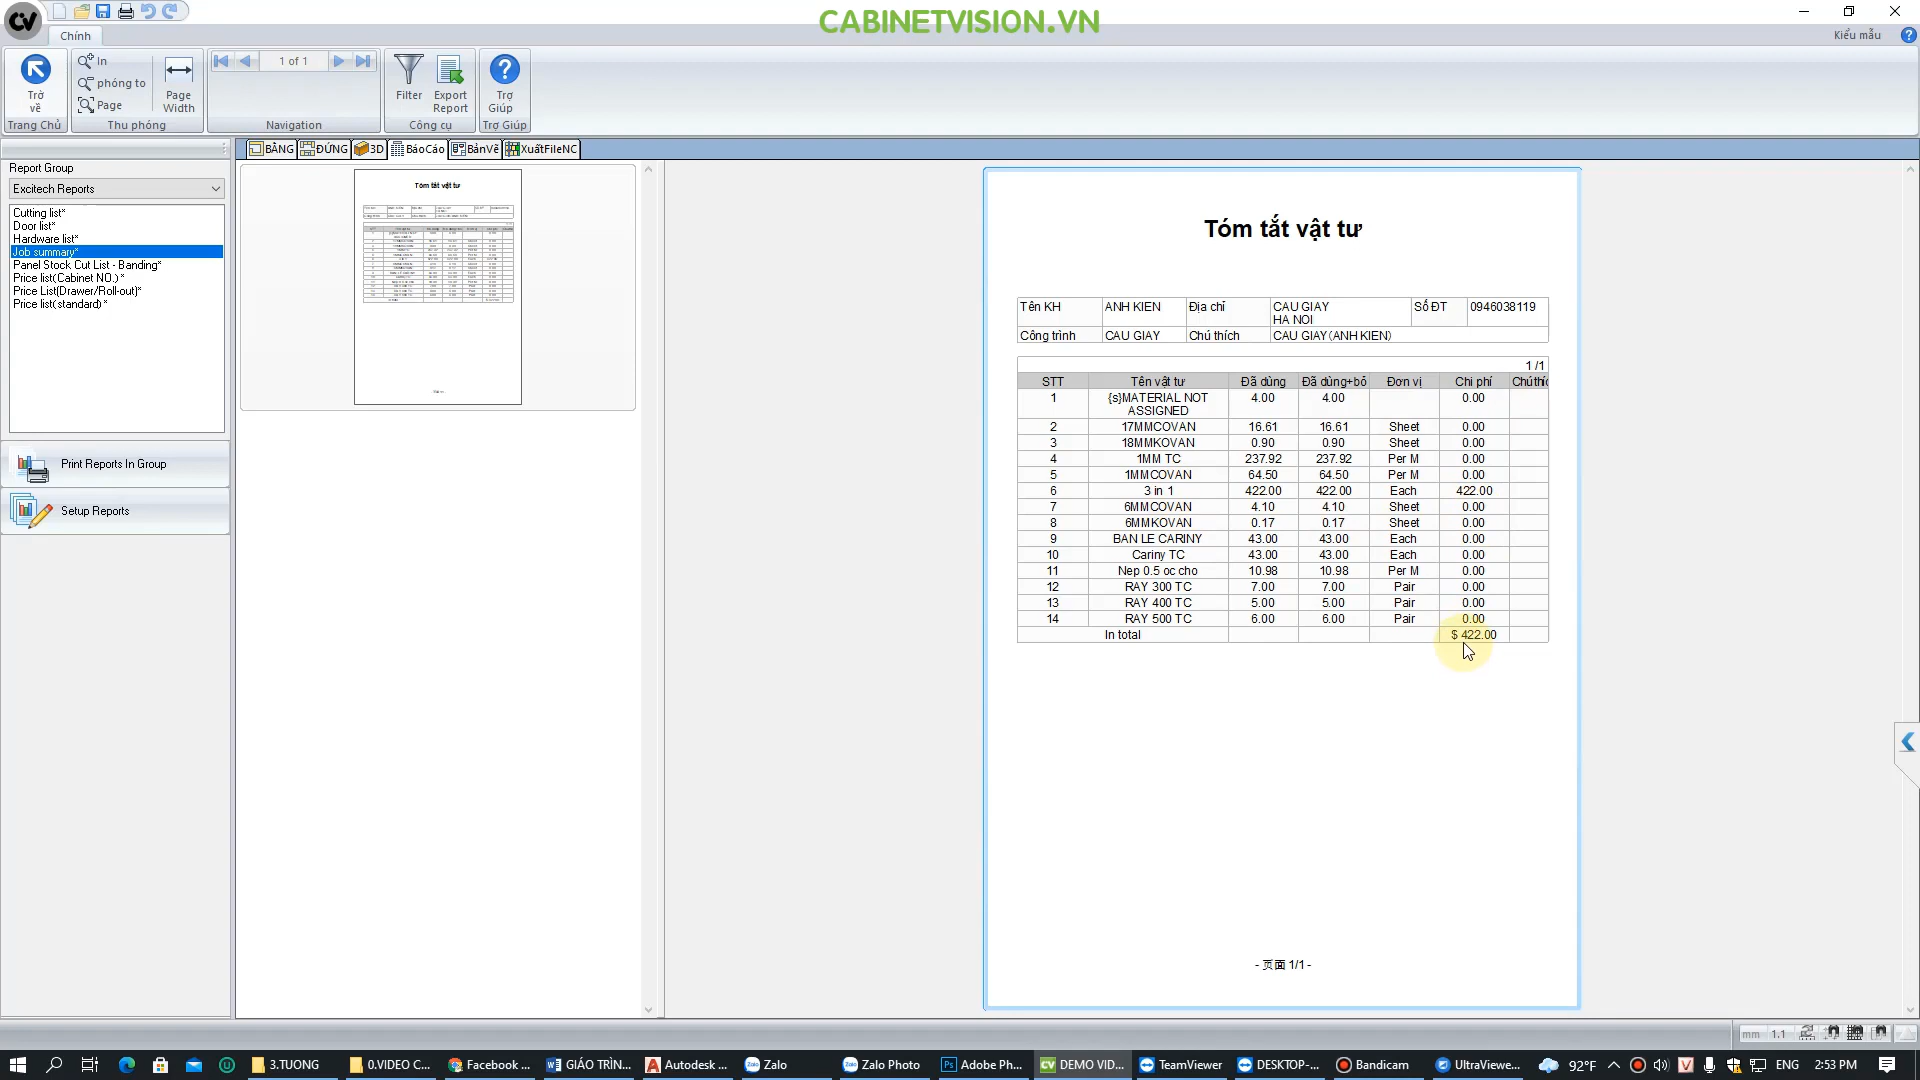 CABINETVISION.VN
Chính
Kiểu mẫu
Trở về
In
phóng to
Page
Page Width
1 of 1
Filter
Export Report
Trợ Giúp
Trang Chủ
Thu phóng
Navigation
Công cụ
Trợ Giúp
BẰNG
ĐỨNG
3D
BáoCáo
BảnVẽ
XuấtFileNC
Report Group
Excitech Reports
Cutting list*
Door list*
Hardware list*
Job summary*
Panel Stock Cut List - Banding*
Price list(Cabinet NO.) *
Price List(Drawer/Roll-out)*
Price list(standard) *
Print Reports In Group
Setup Reports
Tóm tắt vật tư
Tóm tắt vật tư
Tên KH ANH KIEN Địa chỉ CAU GIAY HA NOI Số ĐT 0946038119
Công trình CAU GIAY Chú thích CAU GIAY(ANH KIEN)
1 /1
STT Tên vật tư Đã dùng Đã dùng+bỏ Đơn vị Chi phí Chúthíc
1 {s}MATERIAL NOT ASSIGNED 4.00 4.00 0.00
2 17MMCOVAN 16.61 16.61 Sheet 0.00
3 18MMKOVAN 0.90 0.90 Sheet 0.00
4 1MM TC 237.92 237.92 Per M 0.00
5 1MMCOVAN 64.50 64.50 Per M 0.00
6 3 in 1 422.00 422.00 Each 422.00
7 6MMCOVAN 4.10 4.10 Sheet 0.00
8 6MMKOVAN 0.17 0.17 Sheet 0.00
9 BAN LE CARINY 43.00 43.00 Each 0.00
10 Cariny TC 43.00 43.00 Each 0.00
11 Nep 0.5 oc cho 10.98 10.98 Per M 0.00
12 RAY 300 TC 7.00 7.00 Pair 0.00
13 RAY 400 TC 5.00 5.00 Pair 0.00
14 RAY 500 TC 6.00 6.00 Pair 0.00
In total $ 422.00
- 页面 1/1 -
mm 1.1
3.TUONG
0.VIDEO C...
Facebook ...
GIÁO TRÌN...
Autodesk ...
Zalo
Zalo Photo
Adobe Ph...
DEMO VID...
TeamViewer
DESKTOP-...
Bandicam
UltraViewe...
92°F
ENG
2:53 PM